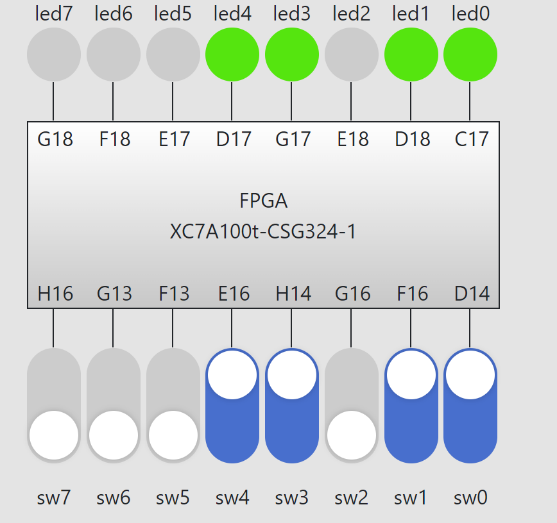 led7 led6 led5 led4 led3 led2 led1 led0
G18 F18 E17 D17 G17 E18 D18 C17
FPGA
XC7A100t-CSG324-1
H16 G13 F13 E16 H14 G16 F16 D14
sw7 sw6 sw5 sw4 sw3 sw2 sw1 sw0